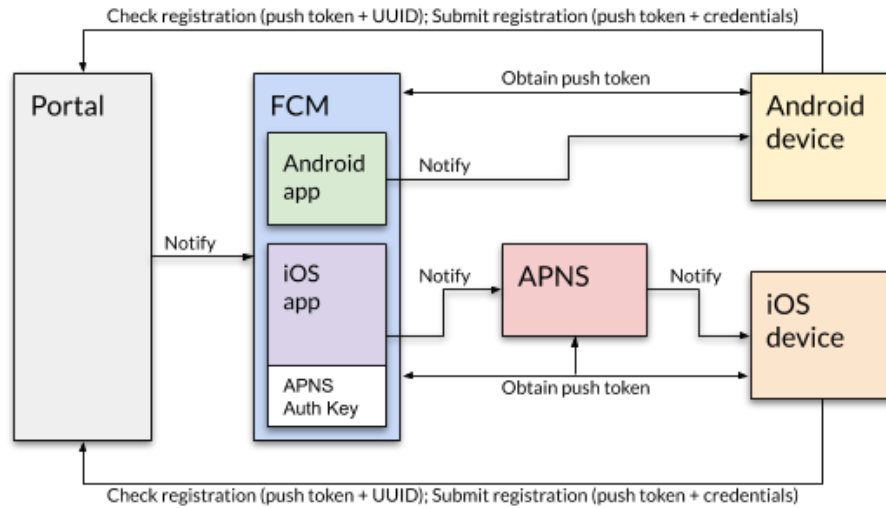 Check registration (push token + UUID); Submit registration (push token + credentials)
Portal
FCM
Obtain push token
Android
device
Android
app
Notify
Notify
iOS
app
Notify
APNS
Notify
iOS
device
APNS
Auth Key
Obtain push token
Check registration (push token + UUID); Submit registration (push token + credentials)